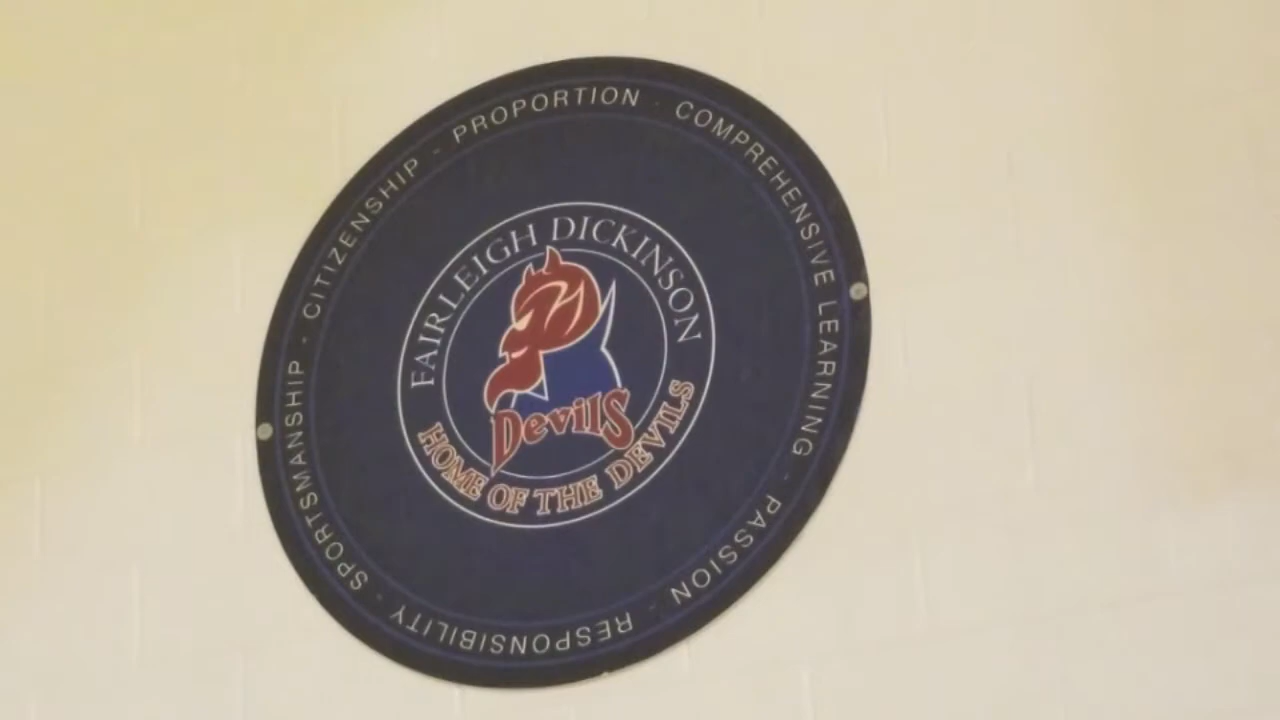 PROPORTION - COMPREHENSIVE LEARNING - PASSION - RESPONSIBILITY - SPORTSMANSHIP - CITIZENSHIP -
FAIRLEIGH DICKINSON
Devils
HOME OF THE DEVILS